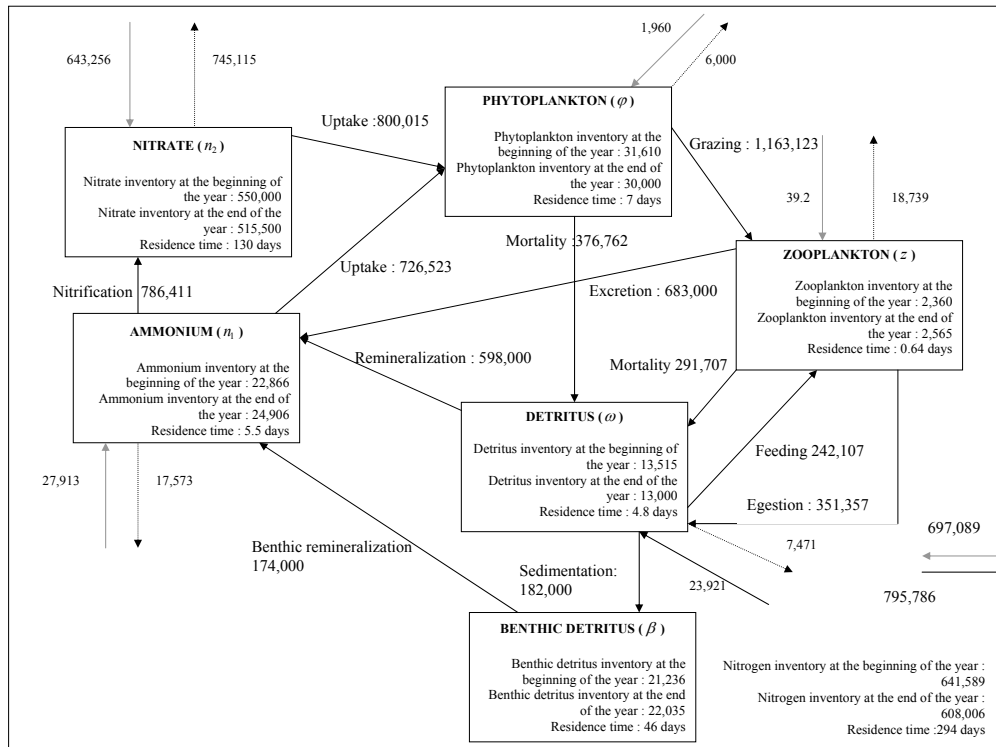 643,256
745,115
1,960
6,000
NITRATE (n₂)
Nitrate inventory at the beginning of
the year : 550,000
Nitrate inventory at the end of the
year : 515,500
Residence time : 130 days
Uptake :800,015
PHYTOPLANKTON (φ)
Phytoplankton inventory at the
beginning of the year : 31,610
Phytoplankton inventory at the end
of the year : 30,000
Residence time : 7 days
Grazing : 1,163,123
39.2
18,739
Mortality :376,762
Uptake : 726,523
Nitrification 786,411
Excretion : 683,000
ZOOPLANKTON (z)
Zooplankton inventory at the
beginning of the year : 2,360
Zooplankton inventory at the end of
the year : 2,565
Residence time : 0.64 days
AMMONIUM (n₁)
Ammonium inventory at the
beginning of the year : 22,866
Ammonium inventory at the end of
the year : 24,906
Residence time : 5.5 days
Remineralization : 598,000
Mortality 291,707
DETRITUS (ω)
Detritus inventory at the beginning of
the year : 13,515
Detritus inventory at the end of the
year : 13,000
Residence time : 4.8 days
Feeding 242,107
Egestion : 351,357
27,913
17,573
7,471
697,089
795,786
Benthic remineralization
174,000
Sedimentation:
182,000
23,921
BENTHIC DETRITUS (β)
Benthic detritus inventory at the
beginning of the year : 21,236
Benthic detritus inventory at the end
of the year : 22,035
Residence time : 46 days
Nitrogen inventory at the beginning of the year :
641,589
Nitrogen inventory at the end of the year :
608,006
Residence time :294 days